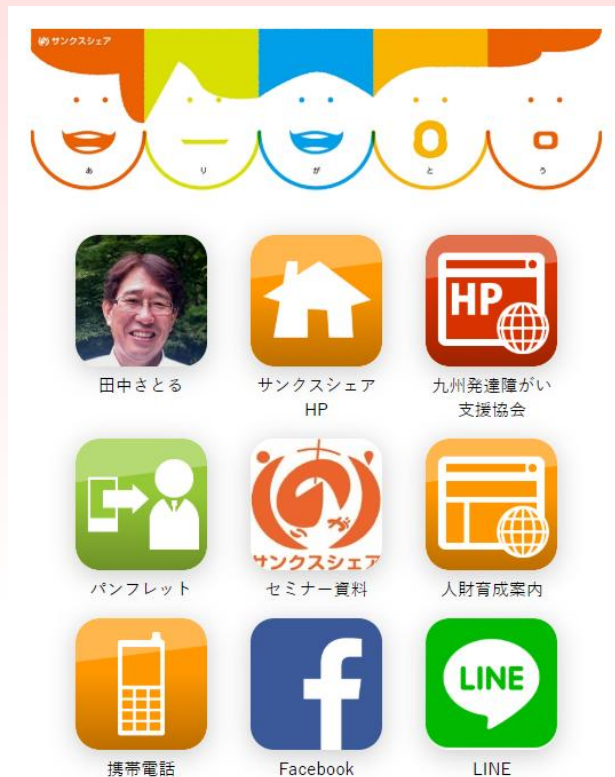 サンクスシェア
あ り が と う
田中さとる
サンクスシェア
HP
HP
九州発達障がい
支援協会
パンフレット
サンクスシェア
セミナー資料
人財育成案内
携帯電話
f
Facebook
LINE
LINE